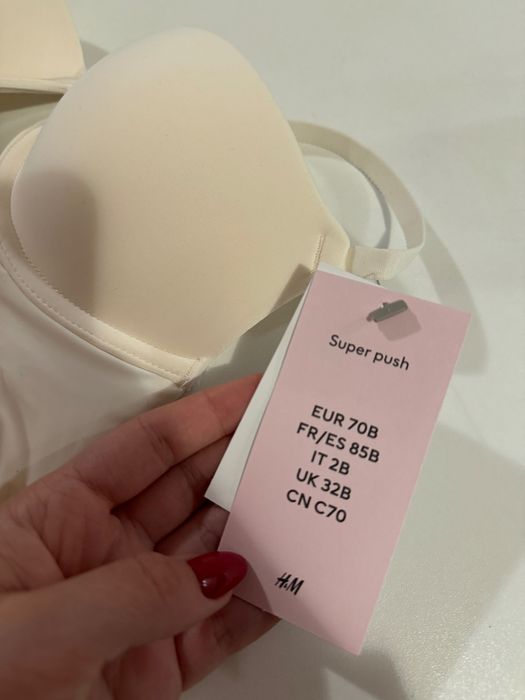 Super push
EUR 70B
FR/ES 85B
IT 2B
UK 32B
CN C70
H&M